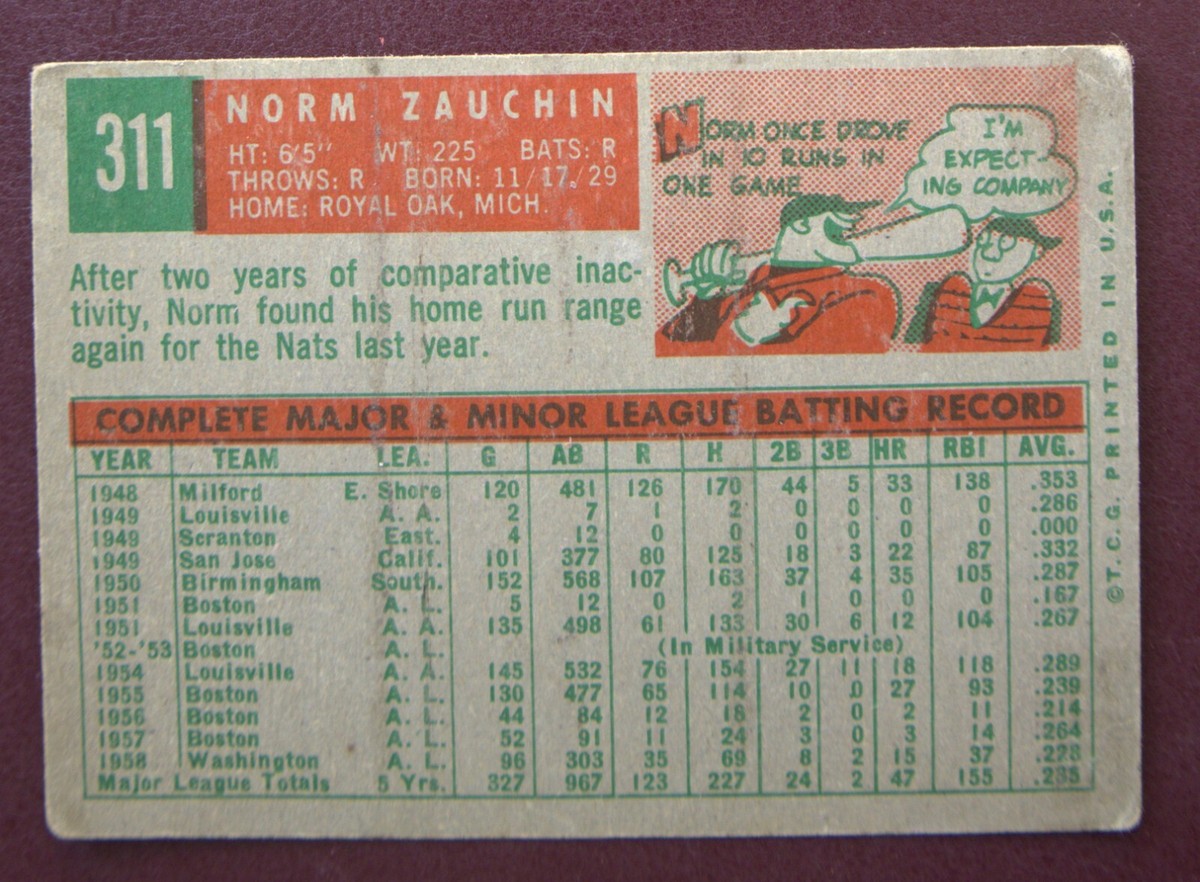 311
NORM ZAUCHIN
HT: 6'5" WT: 225 BATS: R
THROWS: R BORN: 11/17/29
HOME: ROYAL OAK, MICH.
NORM ONCE DROVE
IN 10 RUNS IN
ONE GAME
I'M
EXPECT-
ING COMPANY
After two years of comparative inac-
tivity, Norm found his home run range
again for the Nats last year.
COMPLETE MAJOR & MINOR LEAGUE BATTING RECORD
YEAR TEAM LEA. G AB R H 2B 3B HR RBI AVG.
1948 Milford E. Shore 120 481 126 170 44 5 33 138 .353
1949 Louisville A. A. 2 7 1 2 0 0 0 0 .286
1949 Scranton East. 4 12 0 0 0 0 0 0 .000
1949 San Jose Calif. 101 377 80 125 18 3 22 87 .332
1950 Birmingham South. 152 568 107 163 37 4 35 105 .287
1951 Boston A. L. 5 12 0 2 1 0 0 0 .167
1951 Louisville A. A. 135 498 61 133 30 6 12 104 .267
'52-'53 Boston A. L. (In Military Service)
1954 Louisville A. A. 145 532 76 154 27 11 18 118 .289
1955 Boston A. L. 130 477 65 114 10 0 27 93 .239
1956 Boston A. L. 44 84 12 18 2 0 2 11 .214
1957 Boston A. L. 52 91 11 24 3 0 3 14 .264
1958 Washington A. L. 96 303 35 69 8 2 15 37 .228
Major League Totals 5 Yrs. 327 967 123 227 24 2 47 155 .235
©T. C. G. PRINTED IN U.S.A.